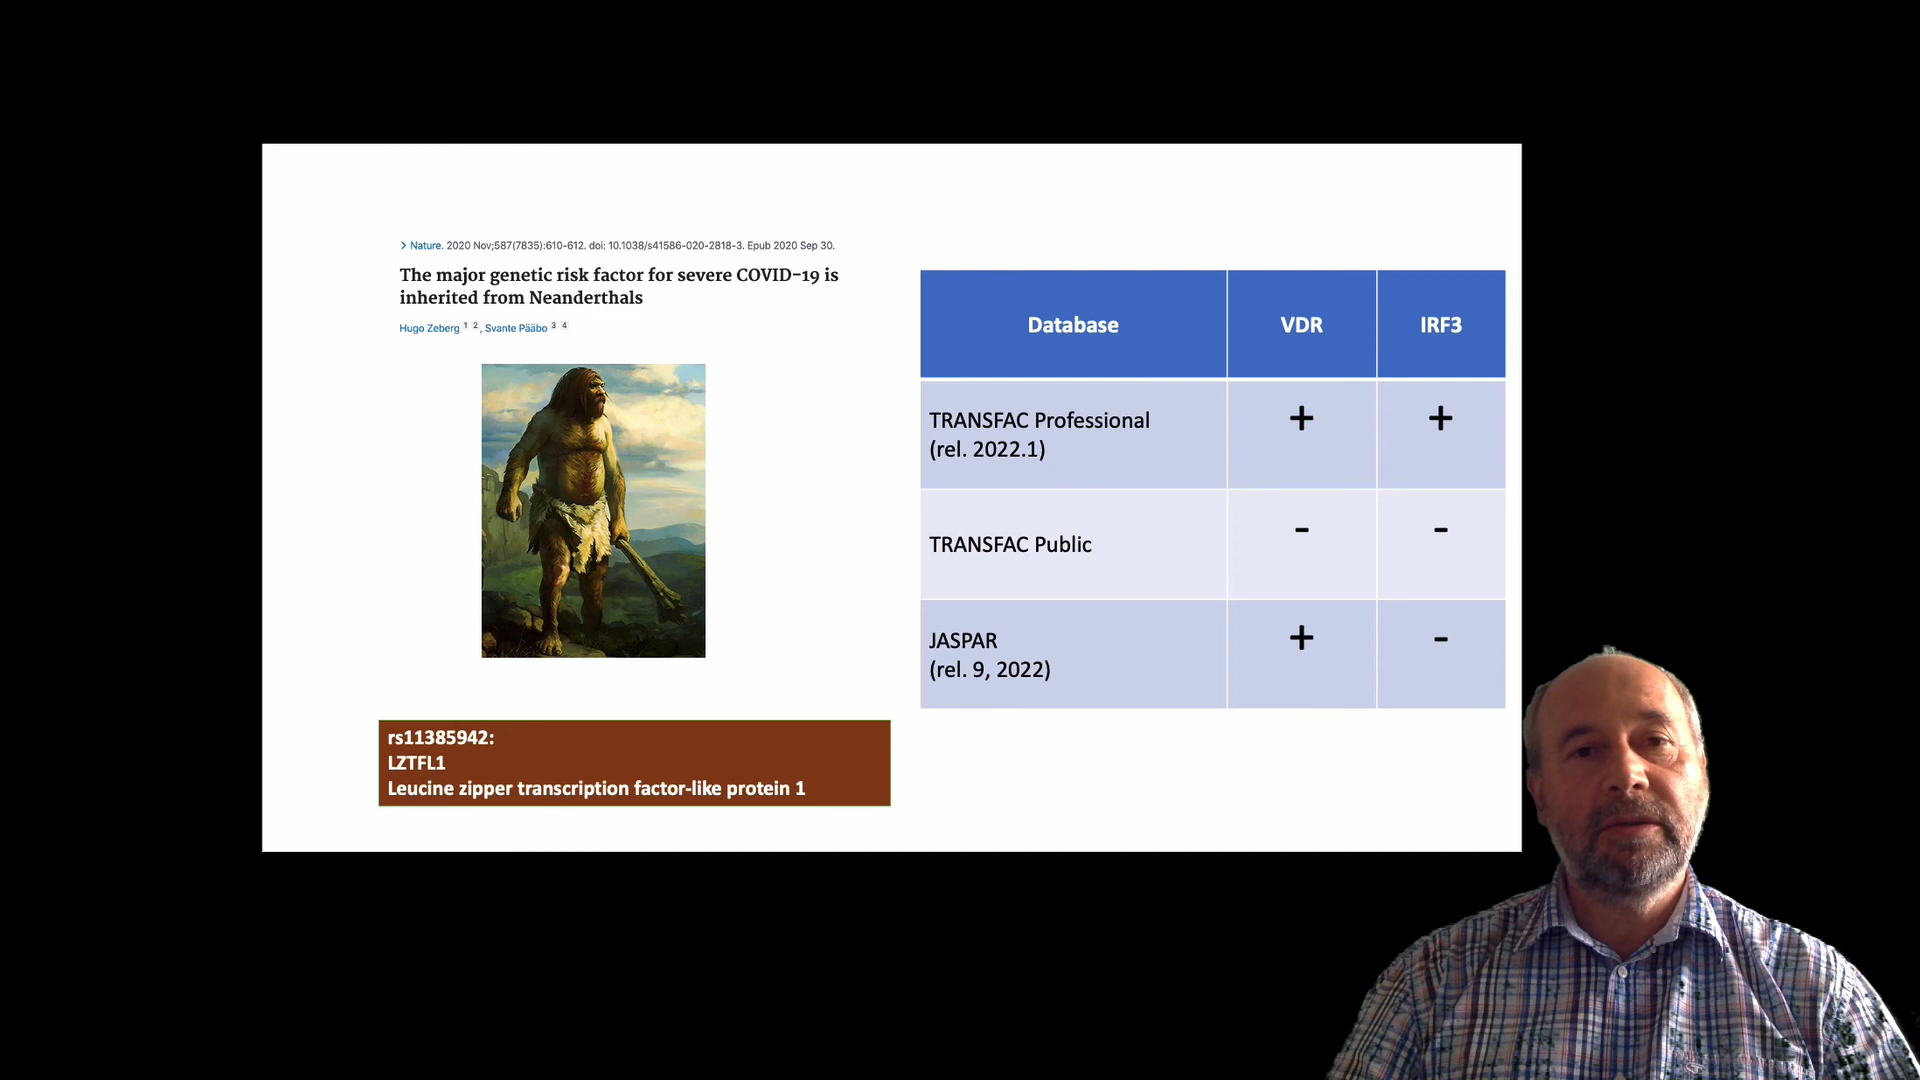 > Nature. 2020 Nov;587(7835):610-612. doi: 10.1038/s41586-020-2818-3. Epub 2020 Sep 30.
The major genetic risk factor for severe COVID-19 is
inherited from Neanderthals
Hugo Zeberg 1 2, Svante Pääbo 3 4
rs11385942:
LZTFL1
Leucine zipper transcription factor-like protein 1
Database VDR IRF3
TRANSFAC Professional
(rel. 2022.1) + +
TRANSFAC Public - -
JASPAR
(rel. 9, 2022) + -